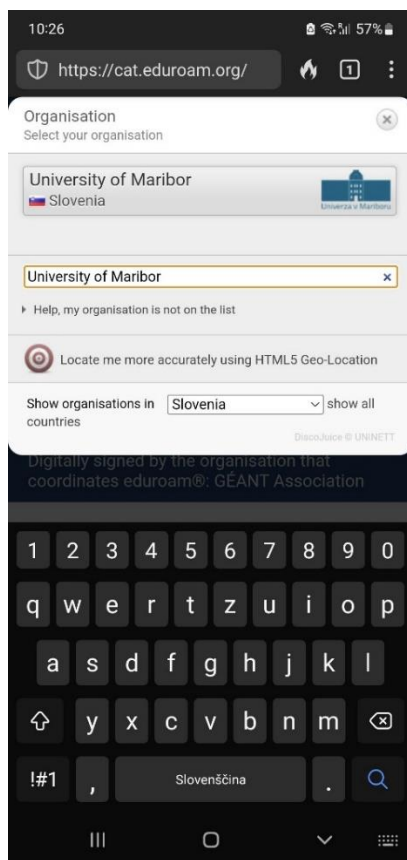 10:26
57%
https://cat.eduroam.org/
1
Organisation
Select your organisation
University of Maribor
Slovenia
Univerza v Mariboru
University of Maribor
Help, my organisation is not on the list
Locate me more accurately using HTML5 Geo-Location
Show organisations in Slovenia show all
countries
DiscoJuice © UNINETT
Digitally signed by the organisation that
coordinates eduroam®: GÉANT Association
1 2 3 4 5 6 7 8 9 0
q w e r t z u i o p
a s d f g h j k l
y x c v b n m
!#1 , Slovenščina .